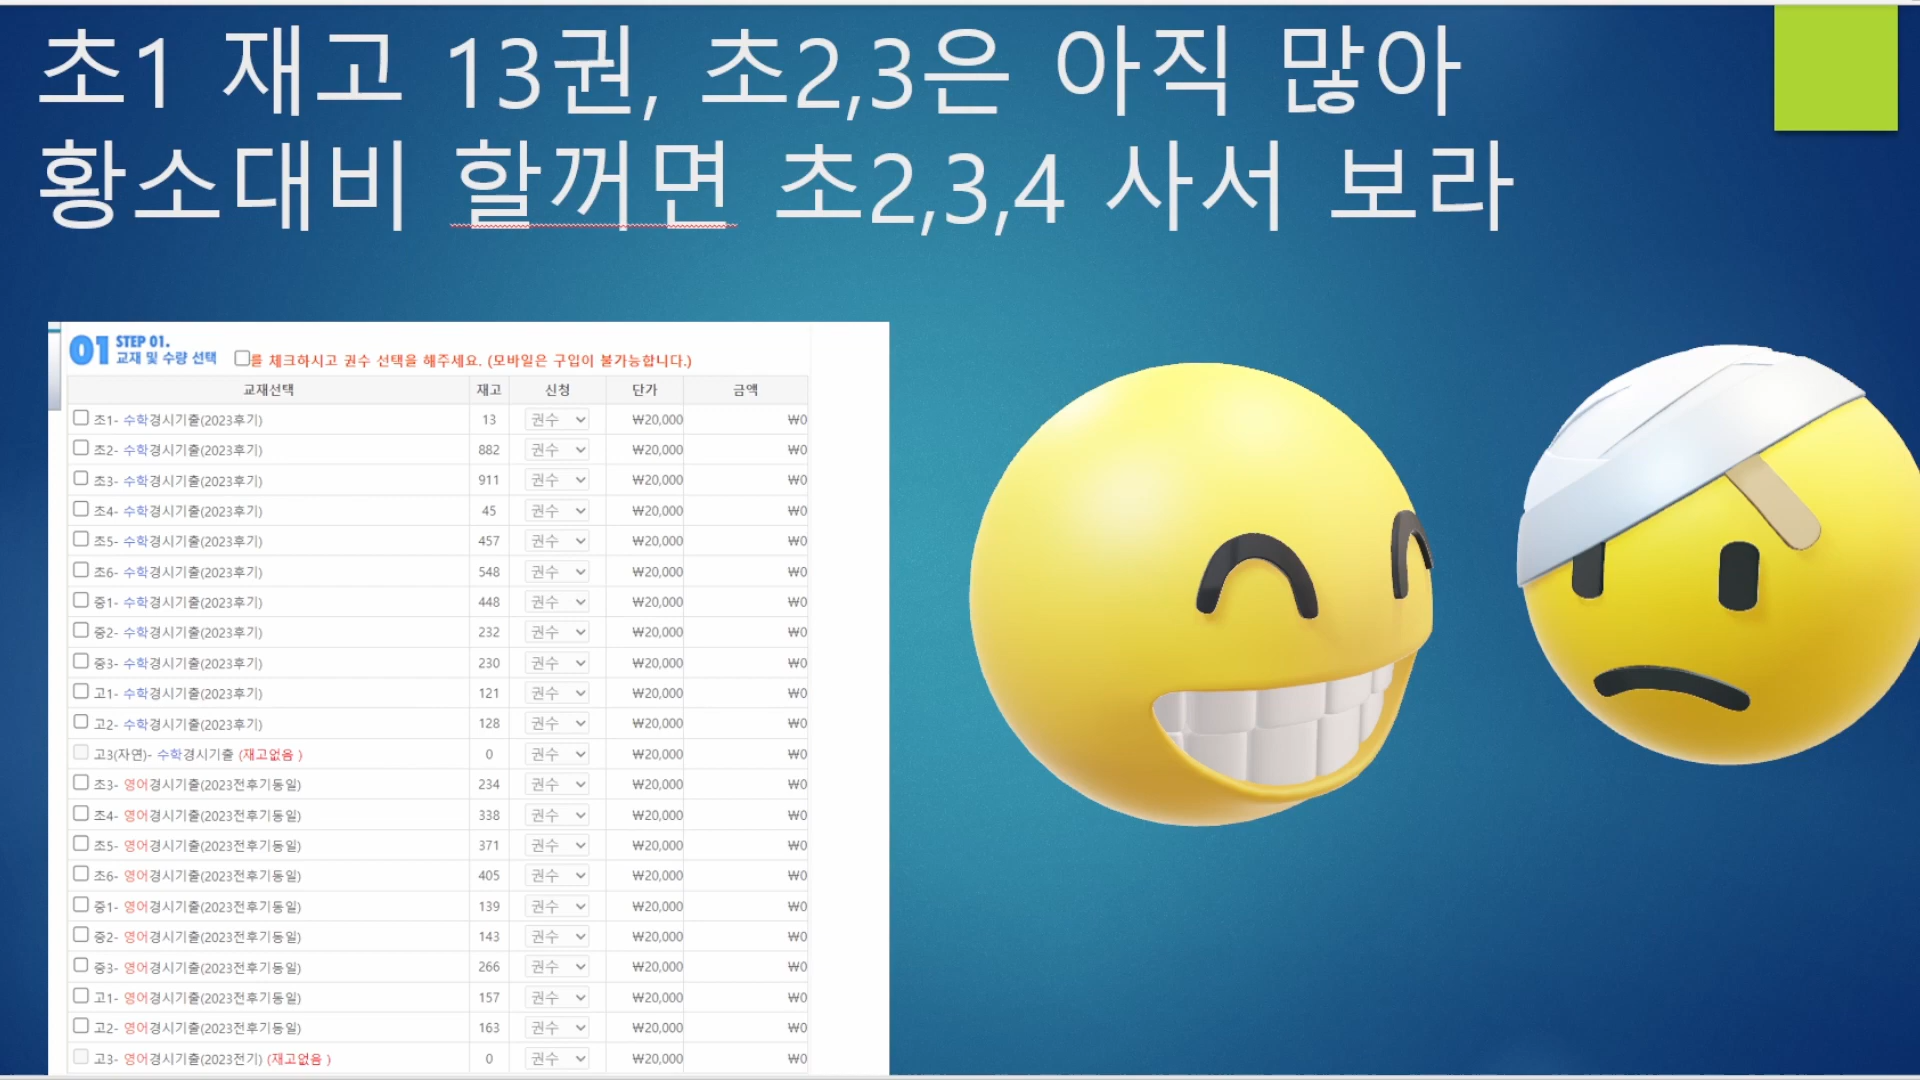 초1 재고 13권, 초2,3은 아직 많아
황소대비 할꺼면 초2,3,4 사서 보라
01 STEP 01.
교재 및 수량 선택 를 체크하시고 권수 선택을 해주세요. (모바일은 구입이 불가능합니다.)
교재선택 재고 신청 단가 금액
초1- 수학경시기출(2023후기) 13 권수 ₩20,000 ₩0
초2- 수학경시기출(2023후기) 882 권수 ₩20,000 ₩0
초3- 수학경시기출(2023후기) 911 권수 ₩20,000 ₩0
초4- 수학경시기출(2023후기) 45 권수 ₩20,000 ₩0
초5- 수학경시기출(2023후기) 457 권수 ₩20,000 ₩0
초6- 수학경시기출(2023후기) 548 권수 ₩20,000 ₩0
중1- 수학경시기출(2023후기) 448 권수 ₩20,000 ₩0
중2- 수학경시기출(2023후기) 232 권수 ₩20,000 ₩0
중3- 수학경시기출(2023후기) 230 권수 ₩20,000 ₩0
고1- 수학경시기출(2023후기) 121 권수 ₩20,000 ₩0
고2- 수학경시기출(2023후기) 128 권수 ₩20,000 ₩0
고3(자연)- 수학경시기출 (재고없음 ) 0 권수 ₩20,000 ₩0
초3- 영어경시기출(2023전후기동일) 234 권수 ₩20,000 ₩0
초4- 영어경시기출(2023전후기동일) 338 권수 ₩20,000 ₩0
초5- 영어경시기출(2023전후기동일) 371 권수 ₩20,000 ₩0
초6- 영어경시기출(2023전후기동일) 405 권수 ₩20,000 ₩0
중1- 영어경시기출(2023전후기동일) 139 권수 ₩20,000 ₩0
중2- 영어경시기출(2023전후기동일) 143 권수 ₩20,000 ₩0
중3- 영어경시기출(2023전후기동일) 266 권수 ₩20,000 ₩0
고1- 영어경시기출(2023전후기동일) 157 권수 ₩20,000 ₩0
고2- 영어경시기출(2023전후기동일) 163 권수 ₩20,000 ₩0
고3- 영어경시기출(2023전기) (재고없음 ) 0 권수 ₩20,000 ₩0